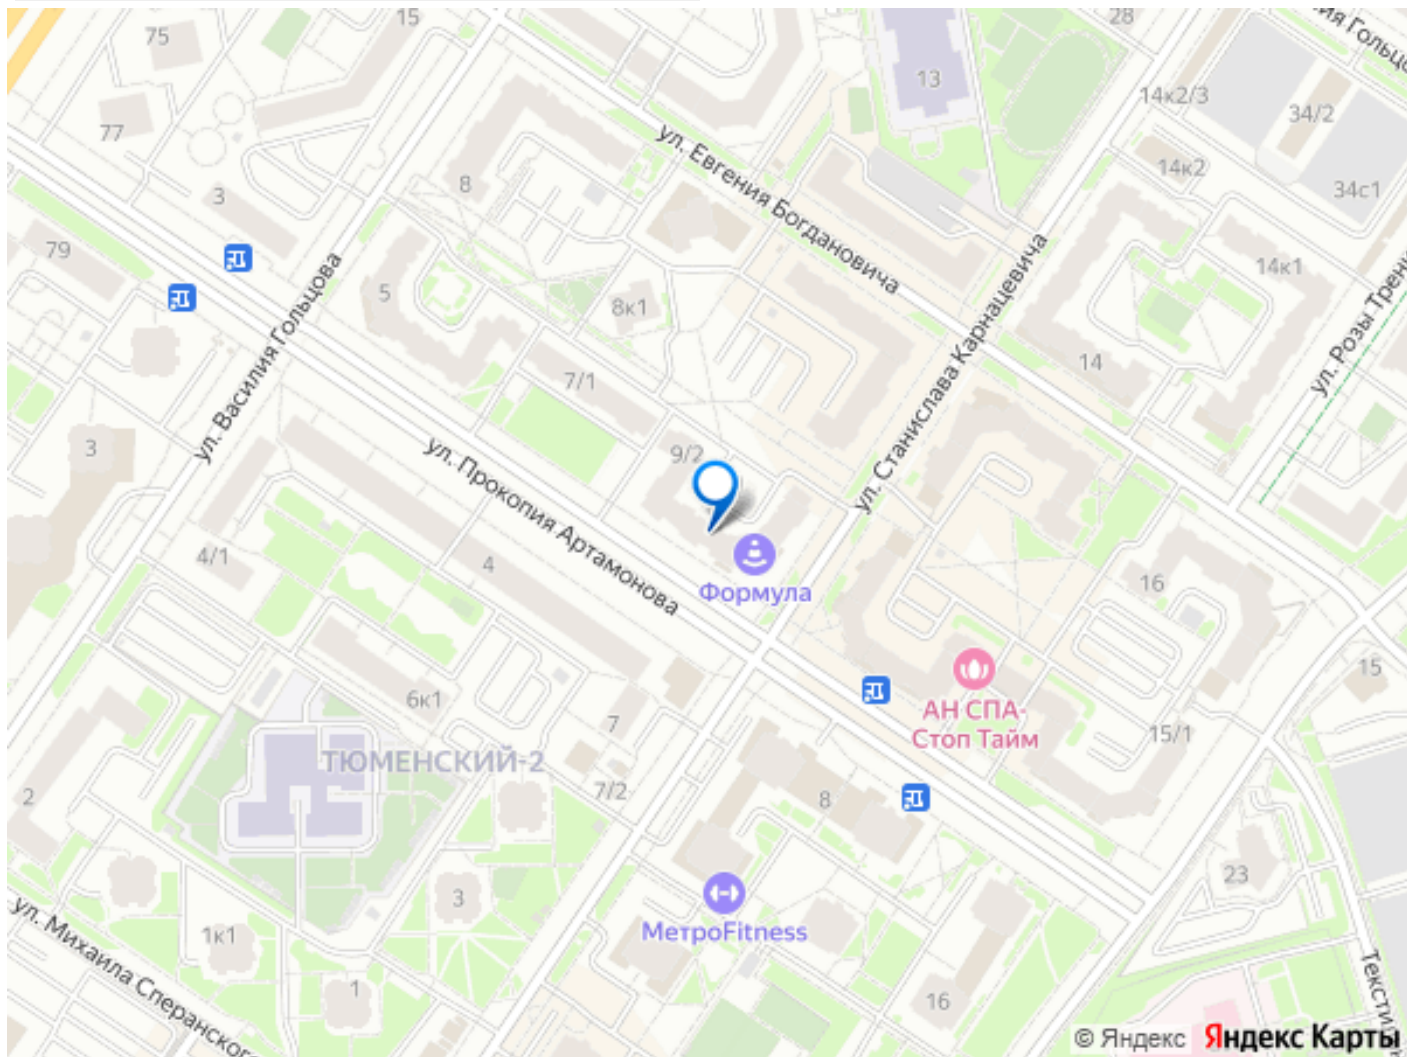 15
28
75
ия Гольцо
13
14к2/3
34/2
77
ул. Евгения Богдановича
14к2
34с1
8
3
79
14к1
5
8к1
ул. Василия Гольцова
ул. Станислава Карнацевича
ул. Розы Трен
14
7/1
3
9/2
ул. Прокопия Артамонова
4/1
4
Формула
16
15
6к1
7
АН СПА-
Стоп Тайм
15/1
ТЮМЕНСКИЙ-2
2
7/2
8
23
3
МетроFitness
1к1
ул. Михаила Сперанского
1
16
Тексти
© Яндекс Яндекс Карты